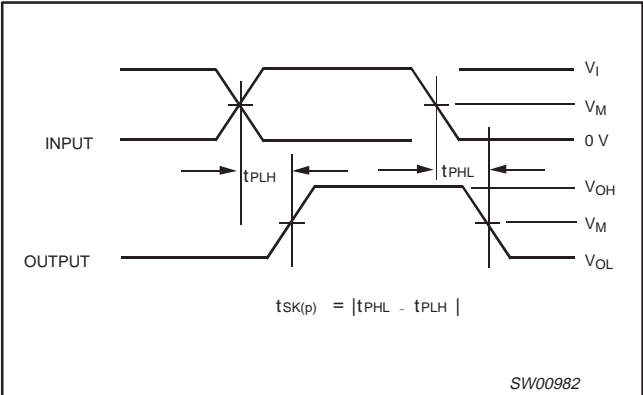 VI
VM
INPUT
0 V
tPLH
tPHL
VOH
VM
OUTPUT
VOL
tSK(p) = |tPHL - tPLH |
SW00982